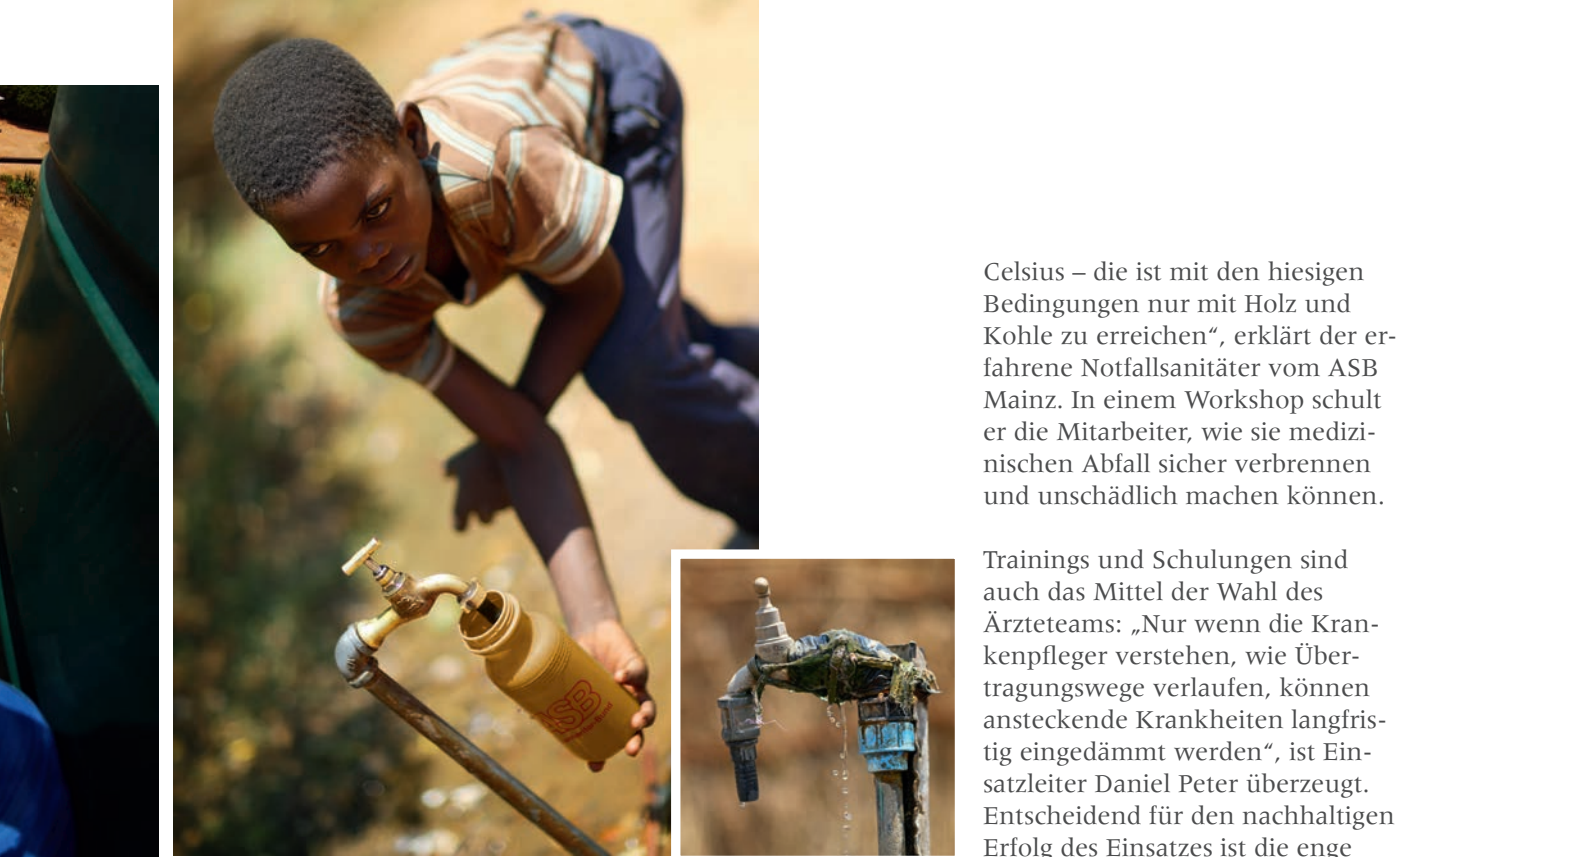 ASB
Celsius – die ist mit den hiesigen
Bedingungen nur mit Holz und
Kohle zu erreichen“, erklärt der er-
fahrene Notfallsanitäter vom ASB
Mainz. In einem Workshop schult
er die Mitarbeiter, wie sie medizi-
nischen Abfall sicher verbrennen
und unschädlich machen können.
Trainings und Schulungen sind
auch das Mittel der Wahl des
Ärzteteams: „Nur wenn die Kran-
kenpfleger verstehen, wie Über-
tragungswege verlaufen, können
ansteckende Krankheiten langfris-
tig eingedämmt werden“, ist Ein-
satzleiter Daniel Peter überzeugt.
Entscheidend für den nachhaltigen
Erfolg des Einsatzes ist die enge